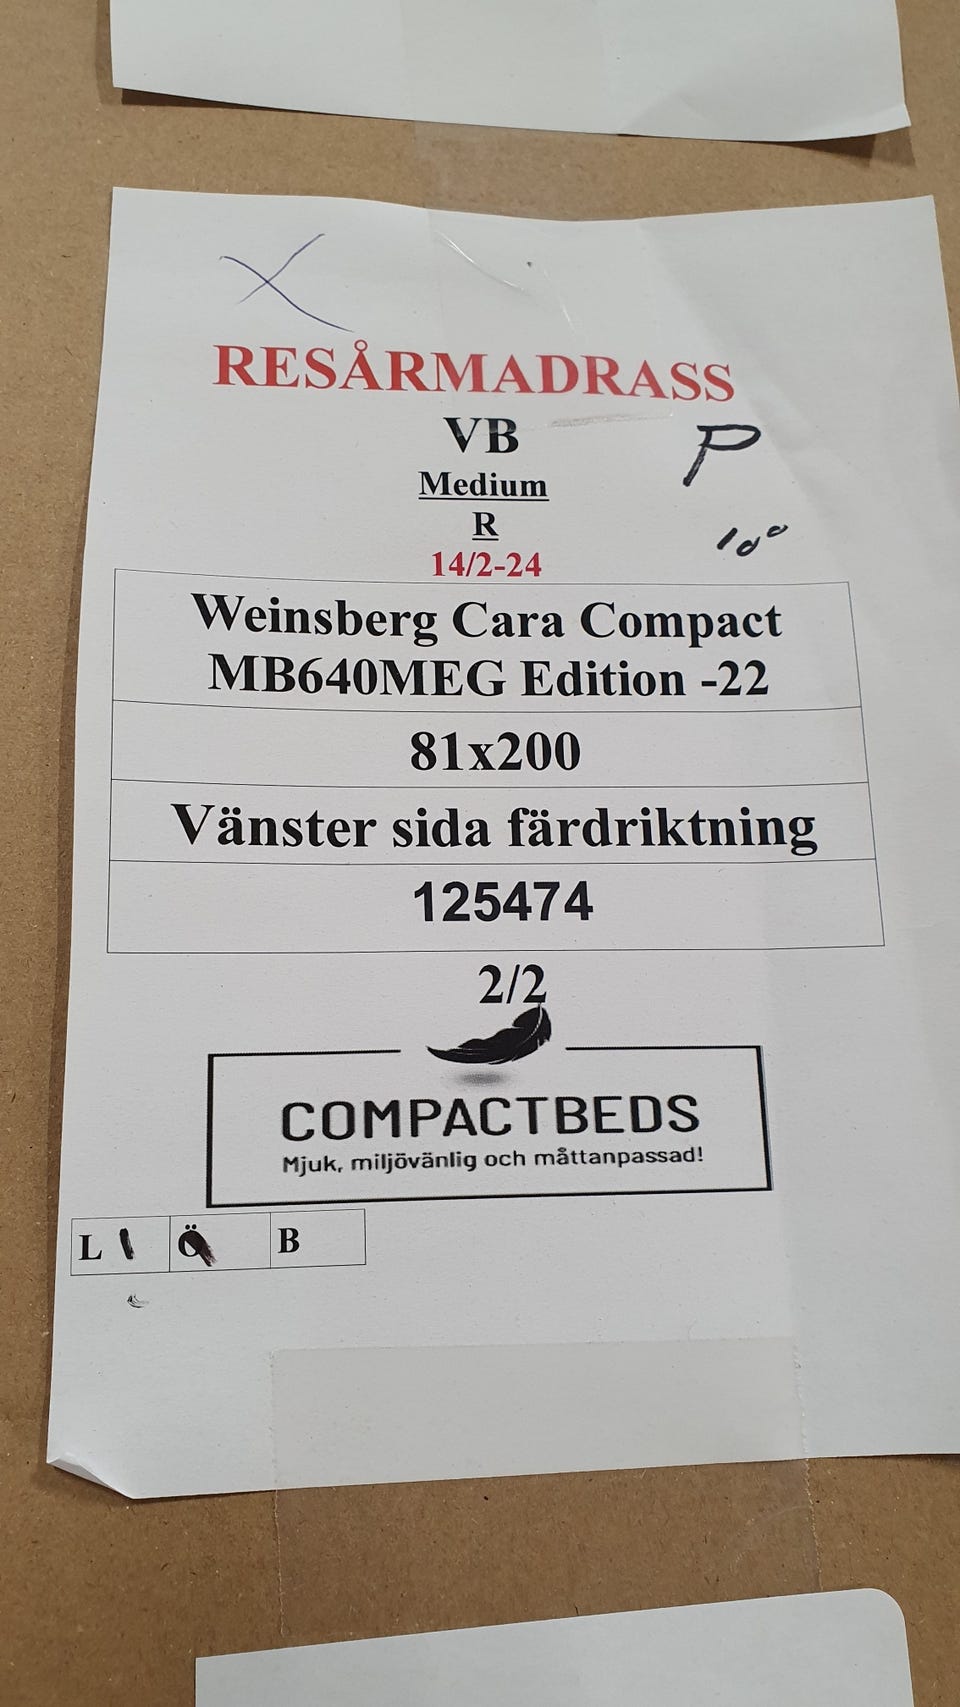 X
RESÅRMADRASS
VB
P
Medium
R
14/2-24
Weinsberg Cara Compact
MB640MEG Edition -22
81x200
Vänster sida färdriktning
125474
2/2
COMPACTBEDS
Mjuk, miljövänlig och måttanpassad!
L Ö B